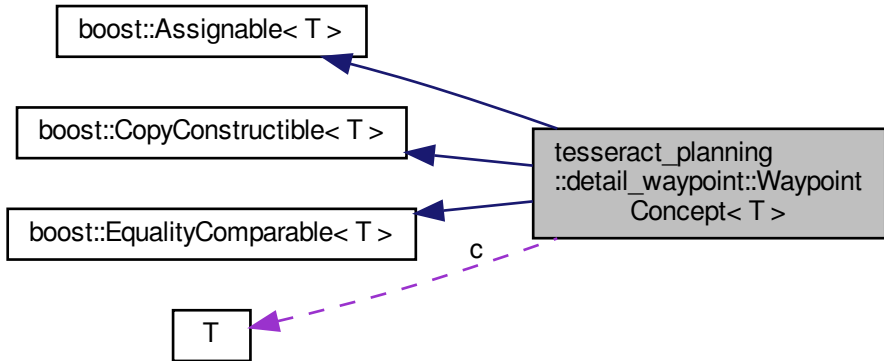 boost::Assignable< T >
boost::CopyConstructible< T >
boost::EqualityComparable< T >
T
c
tesseract_planning
::detail_waypoint::Waypoint
Concept< T >